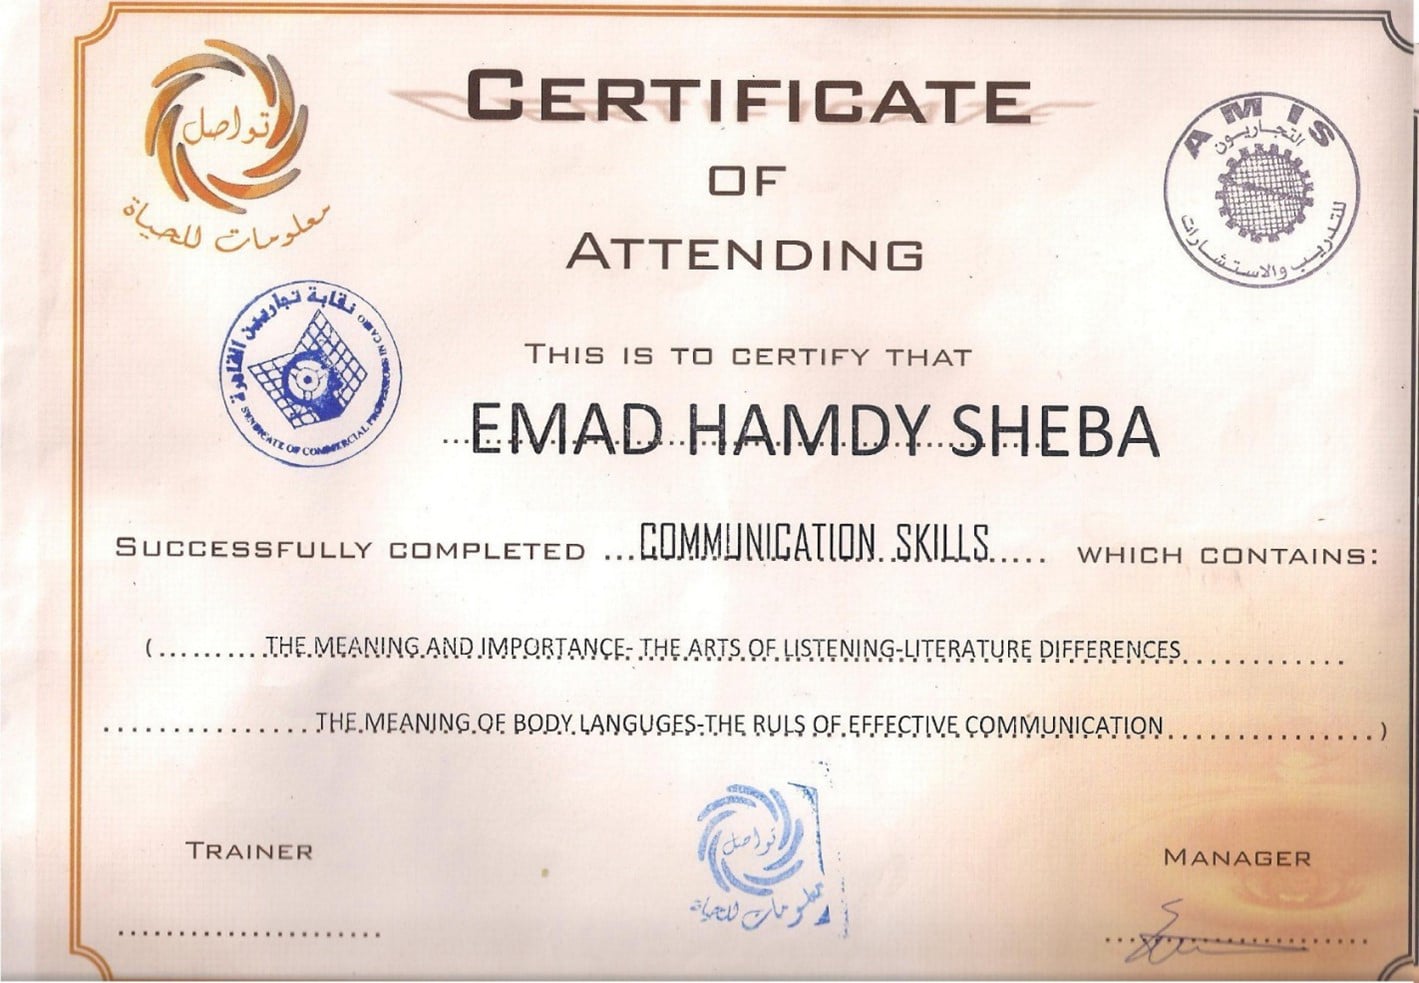 تواصل
معلومات للحياة
CERTIFICATE
OF
ATTENDING
AMIS
التجاريون
للتدريب والاستشارات
نقابة تجاريين القاهرة
SYNDICATE OF COMMERCIAL PROFESSIONS IN CAIRO
THIS IS TO CERTIFY THAT
...EMAD HAMDY SHEBA
SUCCESSFULLY COMPLETED ...COMMUNICATION SKILLS..... WHICH CONTAINS:
(.........THE MEANING AND IMPORTANCE- THE ARTS OF LISTENING-LITERATURE DIFFERENCES............
...............THE MEANING OF BODY LANGUGES-THE RULS OF EFFECTIVE COMMUNICATION...............)
تواصل
معلومات للحياة
TRAINER
MANAGER